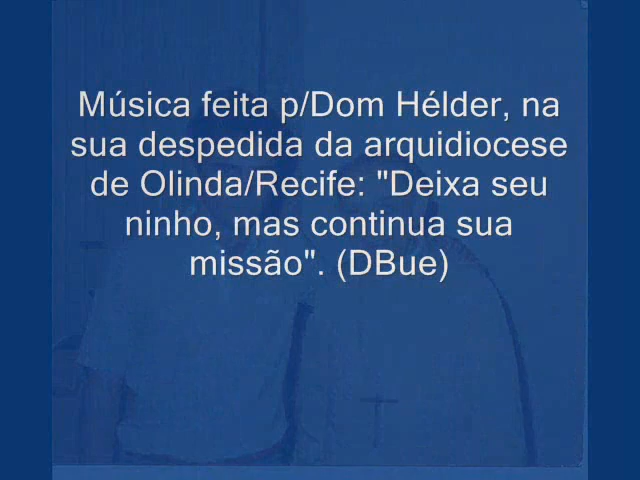 Música feita p/Dom Hélder, na
sua despedida da arquidiocese
de Olinda/Recife: "Deixa seu
ninho, mas continua sua
missão". (DBue)